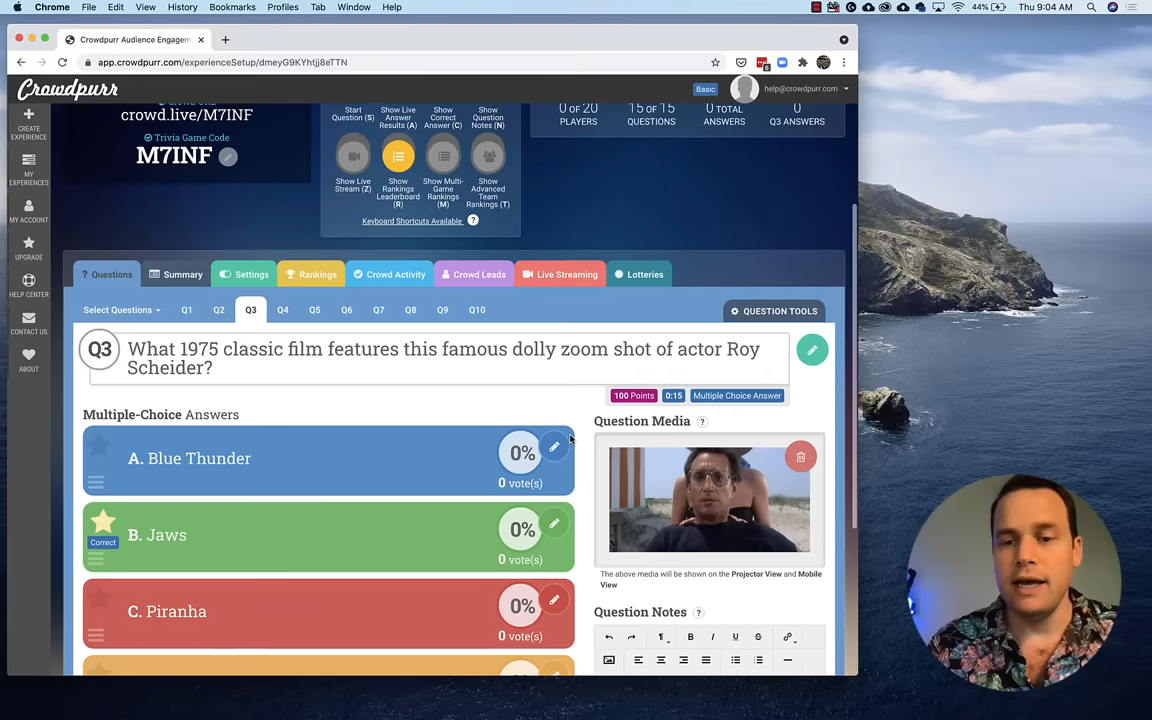 Chrome File Edit View History Bookmarks Profiles Tab Window Help
44% Thu 9:04 AM
Crowdpurr Audience Engagem
app.crowdpurr.com/experienceSetup/dmeyG9KYhtjj8eTTN
Crowdpurr
Basic
help@crowdpurr.com
CREATE
EXPERIENCE
MY
EXPERIENCES
MY ACCOUNT
UPGRADE
HELP CENTER
CONTACT US
ABOUT
crowd.live/M7INF
Trivia Game Code
M7INF
Start
Question (S)
Show Live
Answer
Results (A)
Show
Correct
Answer (C)
Show
Question
Notes (N)
Show Live
Stream (Z)
Show
Rankings
Leaderboard
(R)
Show Multi-
Game
Rankings
(M)
Show
Advanced
Team
Rankings (T)
Keyboard Shortcuts Available ?
0 OF 20
PLAYERS
15 OF 15
QUESTIONS
0 TOTAL
ANSWERS
0
Q3 ANSWERS
? Questions
Summary
Settings
Rankings
Crowd Activity
Crowd Leads
Live Streaming
Lotteries
Select Questions Q1 Q2 Q3 Q4 Q5 Q6 Q7 Q8 Q9 Q10
QUESTION TOOLS
Q3
What 1975 classic film features this famous dolly zoom shot of actor Roy
Scheider?
100 Points 0:15 Multiple Choice Answer
Multiple-Choice Answers
A. Blue Thunder
0%
0 vote(s)
Correct
B. Jaws
0%
0 vote(s)
C. Piranha
0%
0 vote(s)
Question Media ?
The above media will be shown on the Projector View and Mobile
View
Question Notes ?
B I U S